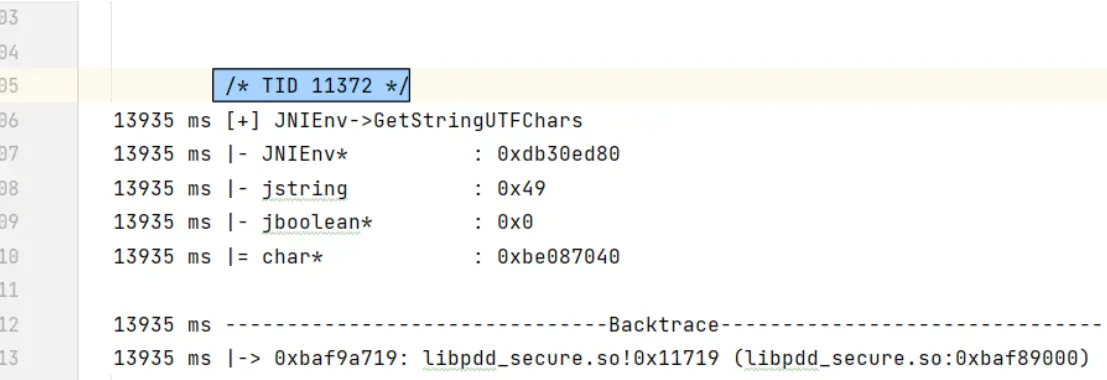 03
04
05 /* TID 11372 */
06 13935 ms [+] JNIEnv->GetStringUTFChars
07 13935 ms |- JNIEnv* : 0xdb30ed80
08 13935 ms |- jstring : 0x49
09 13935 ms |- jboolean* : 0x0
10 13935 ms |= char* : 0xbe087040
11
12 13935 ms -------------------------------Backtrace-------------------------------
13 13935 ms |-> 0xbaf9a719: libpdd_secure.so!0x11719 (libpdd_secure.so:0xbaf89000)